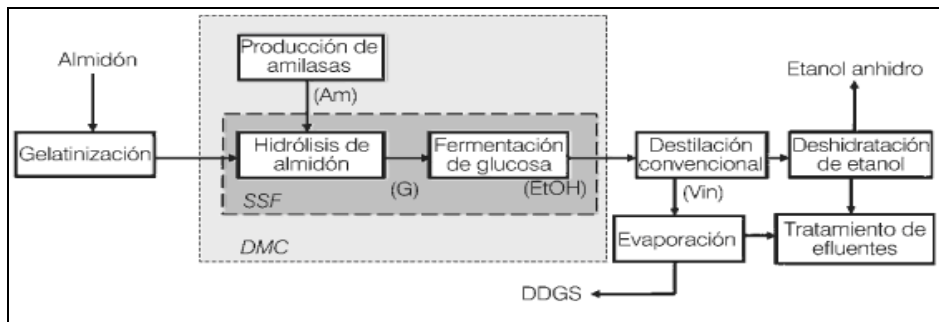 Almidón
Gelatinización
Producción de
amilasas
(Am)
Hidrólisis de
almidón
(G)
Fermentación
de glucosa
(EtOH)
SSF
DMC
Destilación
convencional
(Vin)
Etanol anhidro
Deshidratación
de etanol
Evaporación
Tratamiento de
efluentes
DDGS